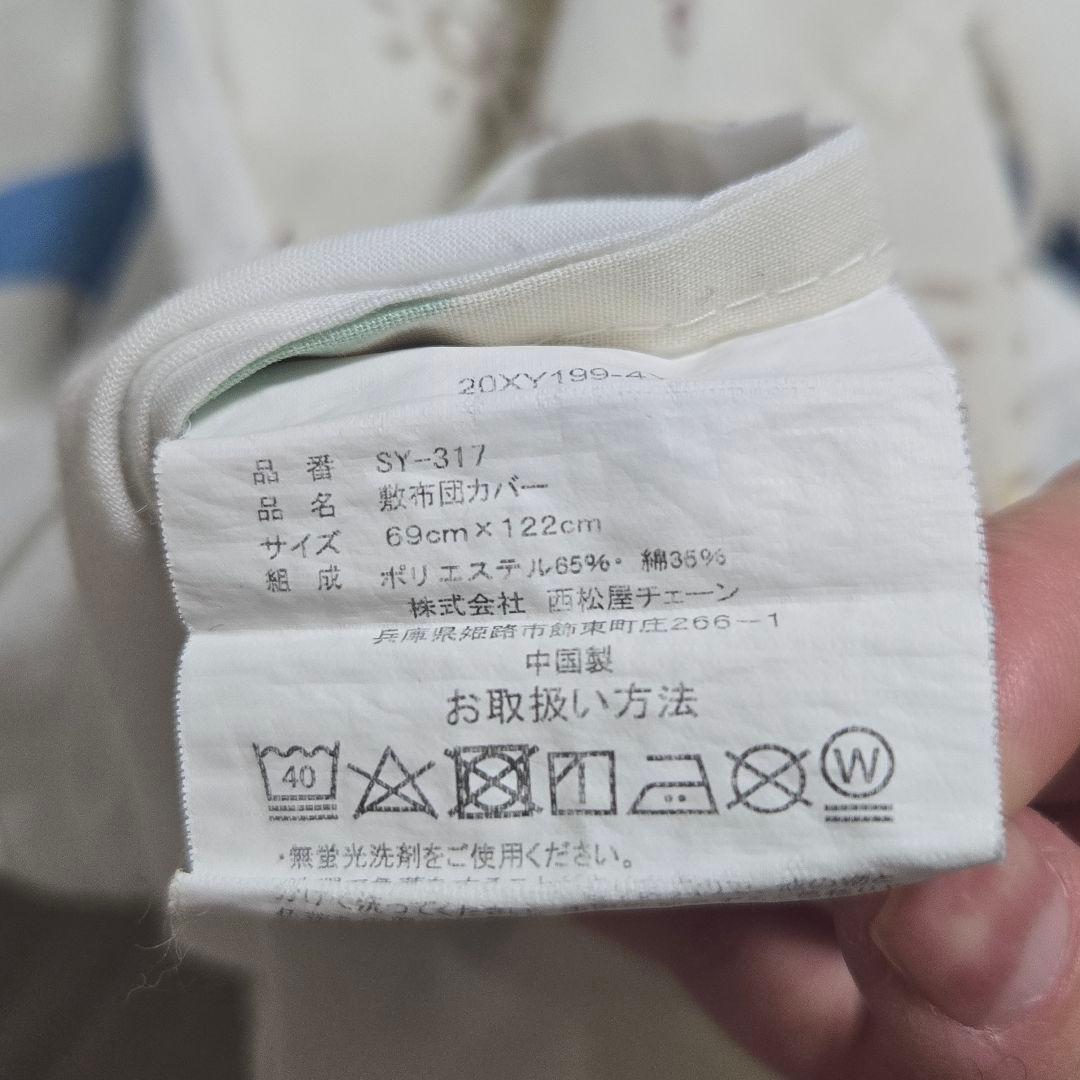 20XY199-4
品 番 SY-317
品 名 敷布団カバー
サイズ 69cm×122cm
組 成 ポリエステル65%・綿35%
株式会社 西松屋チェーン
兵庫県姫路市飾東町庄266-1
中国製
お取扱い方法
40
W
・無蛍光洗剤をご使用ください。